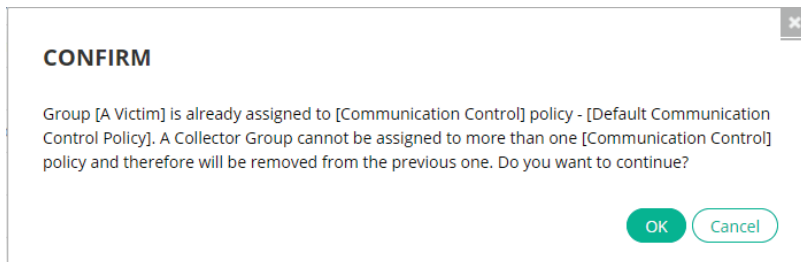 CONFIRM
Group [A Victim] is already assigned to [Communication Control] policy - [Default Communication
Control Policy]. A Collector Group cannot be assigned to more than one [Communication Control]
policy and therefore will be removed from the previous one. Do you want to continue?
OK Cancel